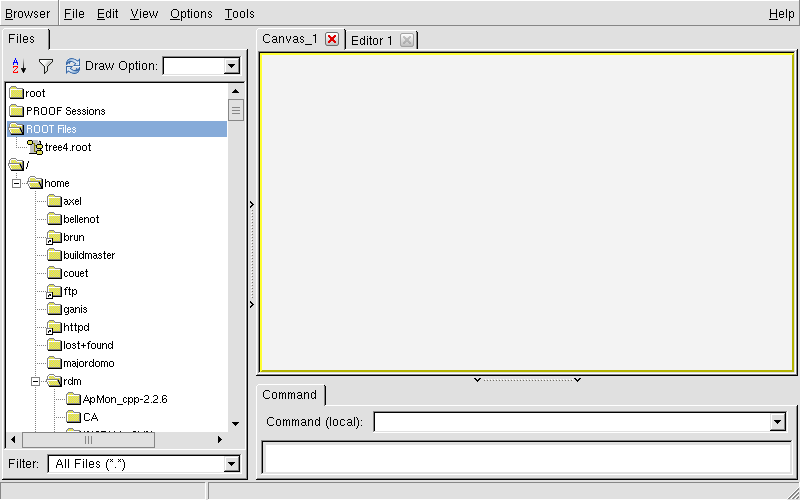 Browser File Edit View Options Tools Help
Files Canvas_1 Editor 1
Draw Option:
root
PROOF Sessions
ROOT Files
tree4.root
/
home
axel
bellenot
brun
buildmaster
couet
ftp
ganis
httpd
lost+found
majordomo
rdm
ApMon_cpp-2.2.6
CA
Filter: All Files (*.*)
Command
Command (local):